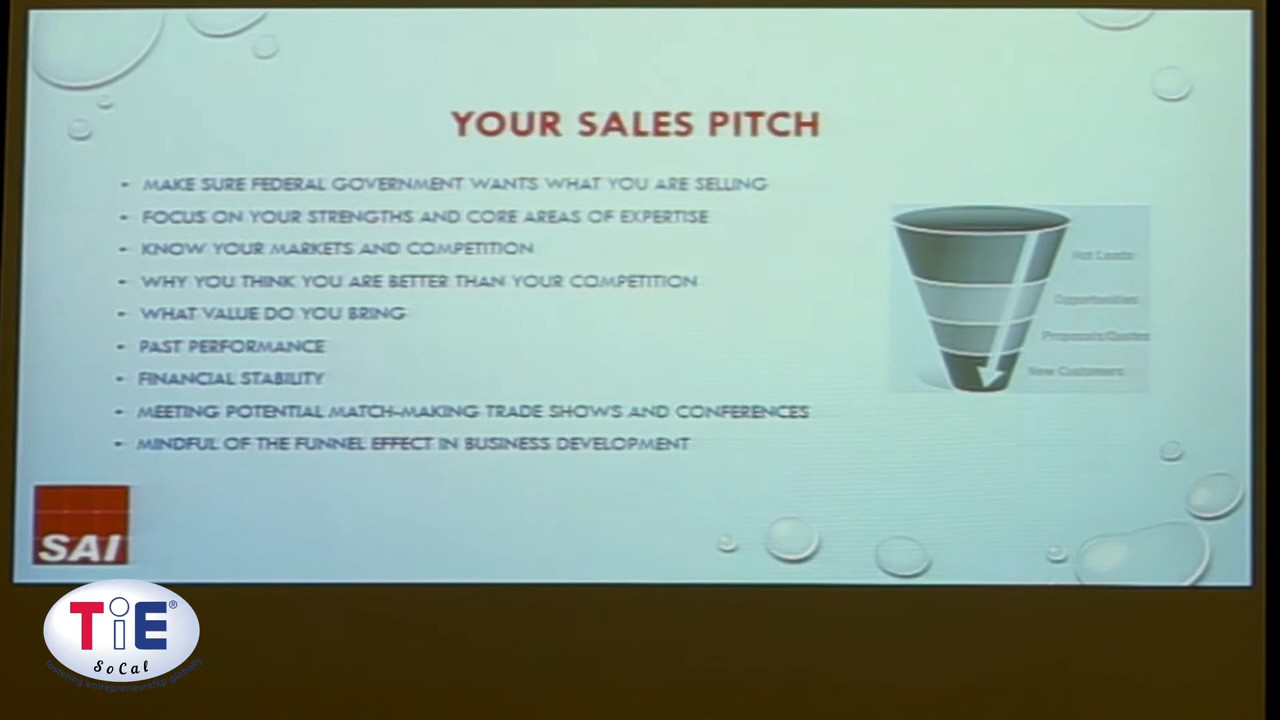 YOUR SALES PITCH
- MAKE SURE FEDERAL GOVERNMENT WANTS WHAT YOU ARE SELLING
- FOCUS ON YOUR STRENGTHS AND CORE AREAS OF EXPERTISE
- KNOW YOUR MARKETS AND COMPETITION
- WHY YOU THINK YOU ARE BETTER THAN YOUR COMPETITION
- WHAT VALUE DO YOU BRING
- PAST PERFORMANCE
- FINANCIAL STABILITY
- MEETING POTENTIAL MATCH-MAKING TRADE SHOWS AND CONFERENCES
- MINDFUL OF THE FUNNEL EFFECT IN BUSINESS DEVELOPMENT
Hot Leads
Opportunities
Proposals/Quotes
New Customers
SAI
TiE®
SoCal
fostering entrepreneurship globally